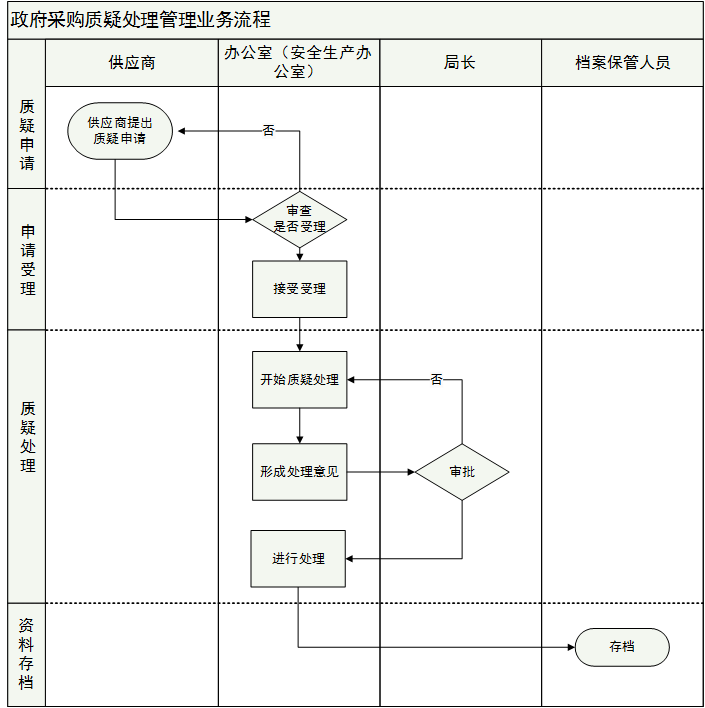 政府采购质疑处理管理业务流程
供应商
办公室（安全生产办
公室）
局长
档案保管人员
质疑申请
供应商提出
质疑申请
否
申请受理
审查
是否受理
接受受理
质疑处理
开始质疑处理
否
形成处理意见
审批
进行处理
资料存档
存档